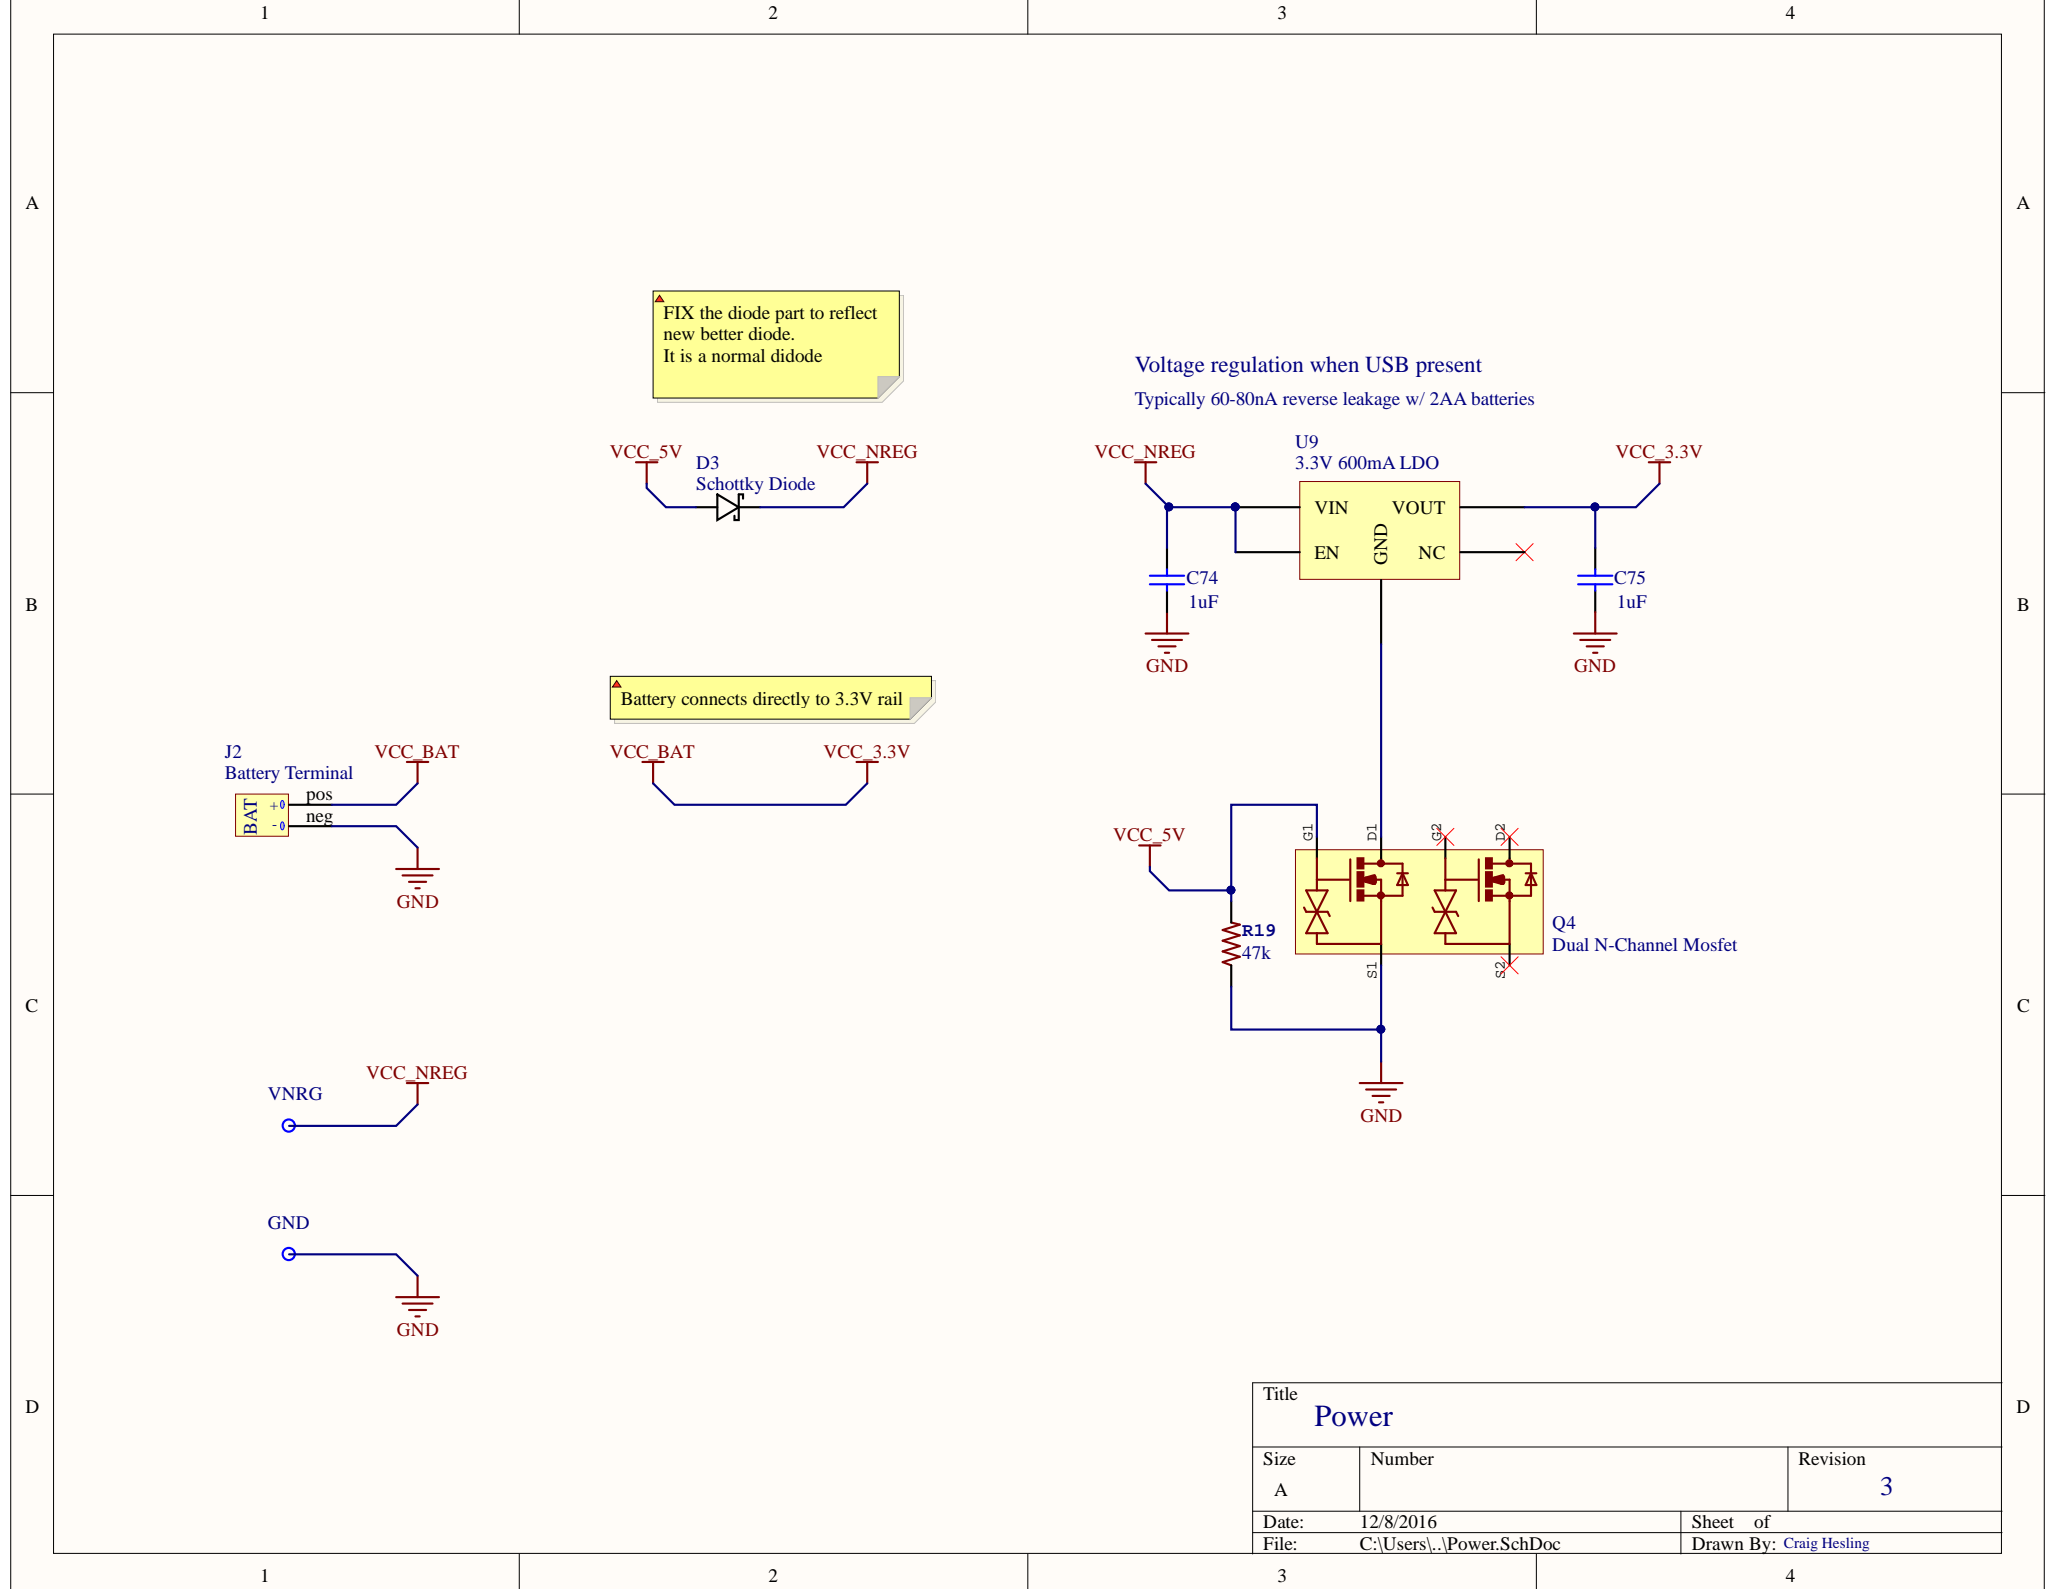 1
2
3
4
A
A
FIX the diode part to reflect
new better diode.
It is a normal didode
Voltage regulation when USB present
Typically 60-80nA reverse leakage w/ 2AA batteries
VCC_5V
D3
Schottky Diode
VCC_NREG
VCC_NREG
U9
3.3V 600mA LDO
VCC_3.3V
VIN
VOUT
EN
GND
NC
C74
1uF
GND
C75
1uF
GND
B
B
Battery connects directly to 3.3V rail
VCC_BAT
VCC_3.3V
J2
Battery Terminal
VCC_BAT
BAT
+0
-0
pos
neg
GND
VCC_5V
G1
D1
G2
D2
R19
47k
S1
S2
Q4
Dual N-Channel Mosfet
GND
C
C
VNRG
VCC_NREG
GND
GND
D
D
Title
Power
Size
A
Number
Revision
3
Date:
12/8/2016
Sheet of
File:
C:\Users\..\Power.SchDoc
Drawn By: Craig Hesling
1
2
3
4